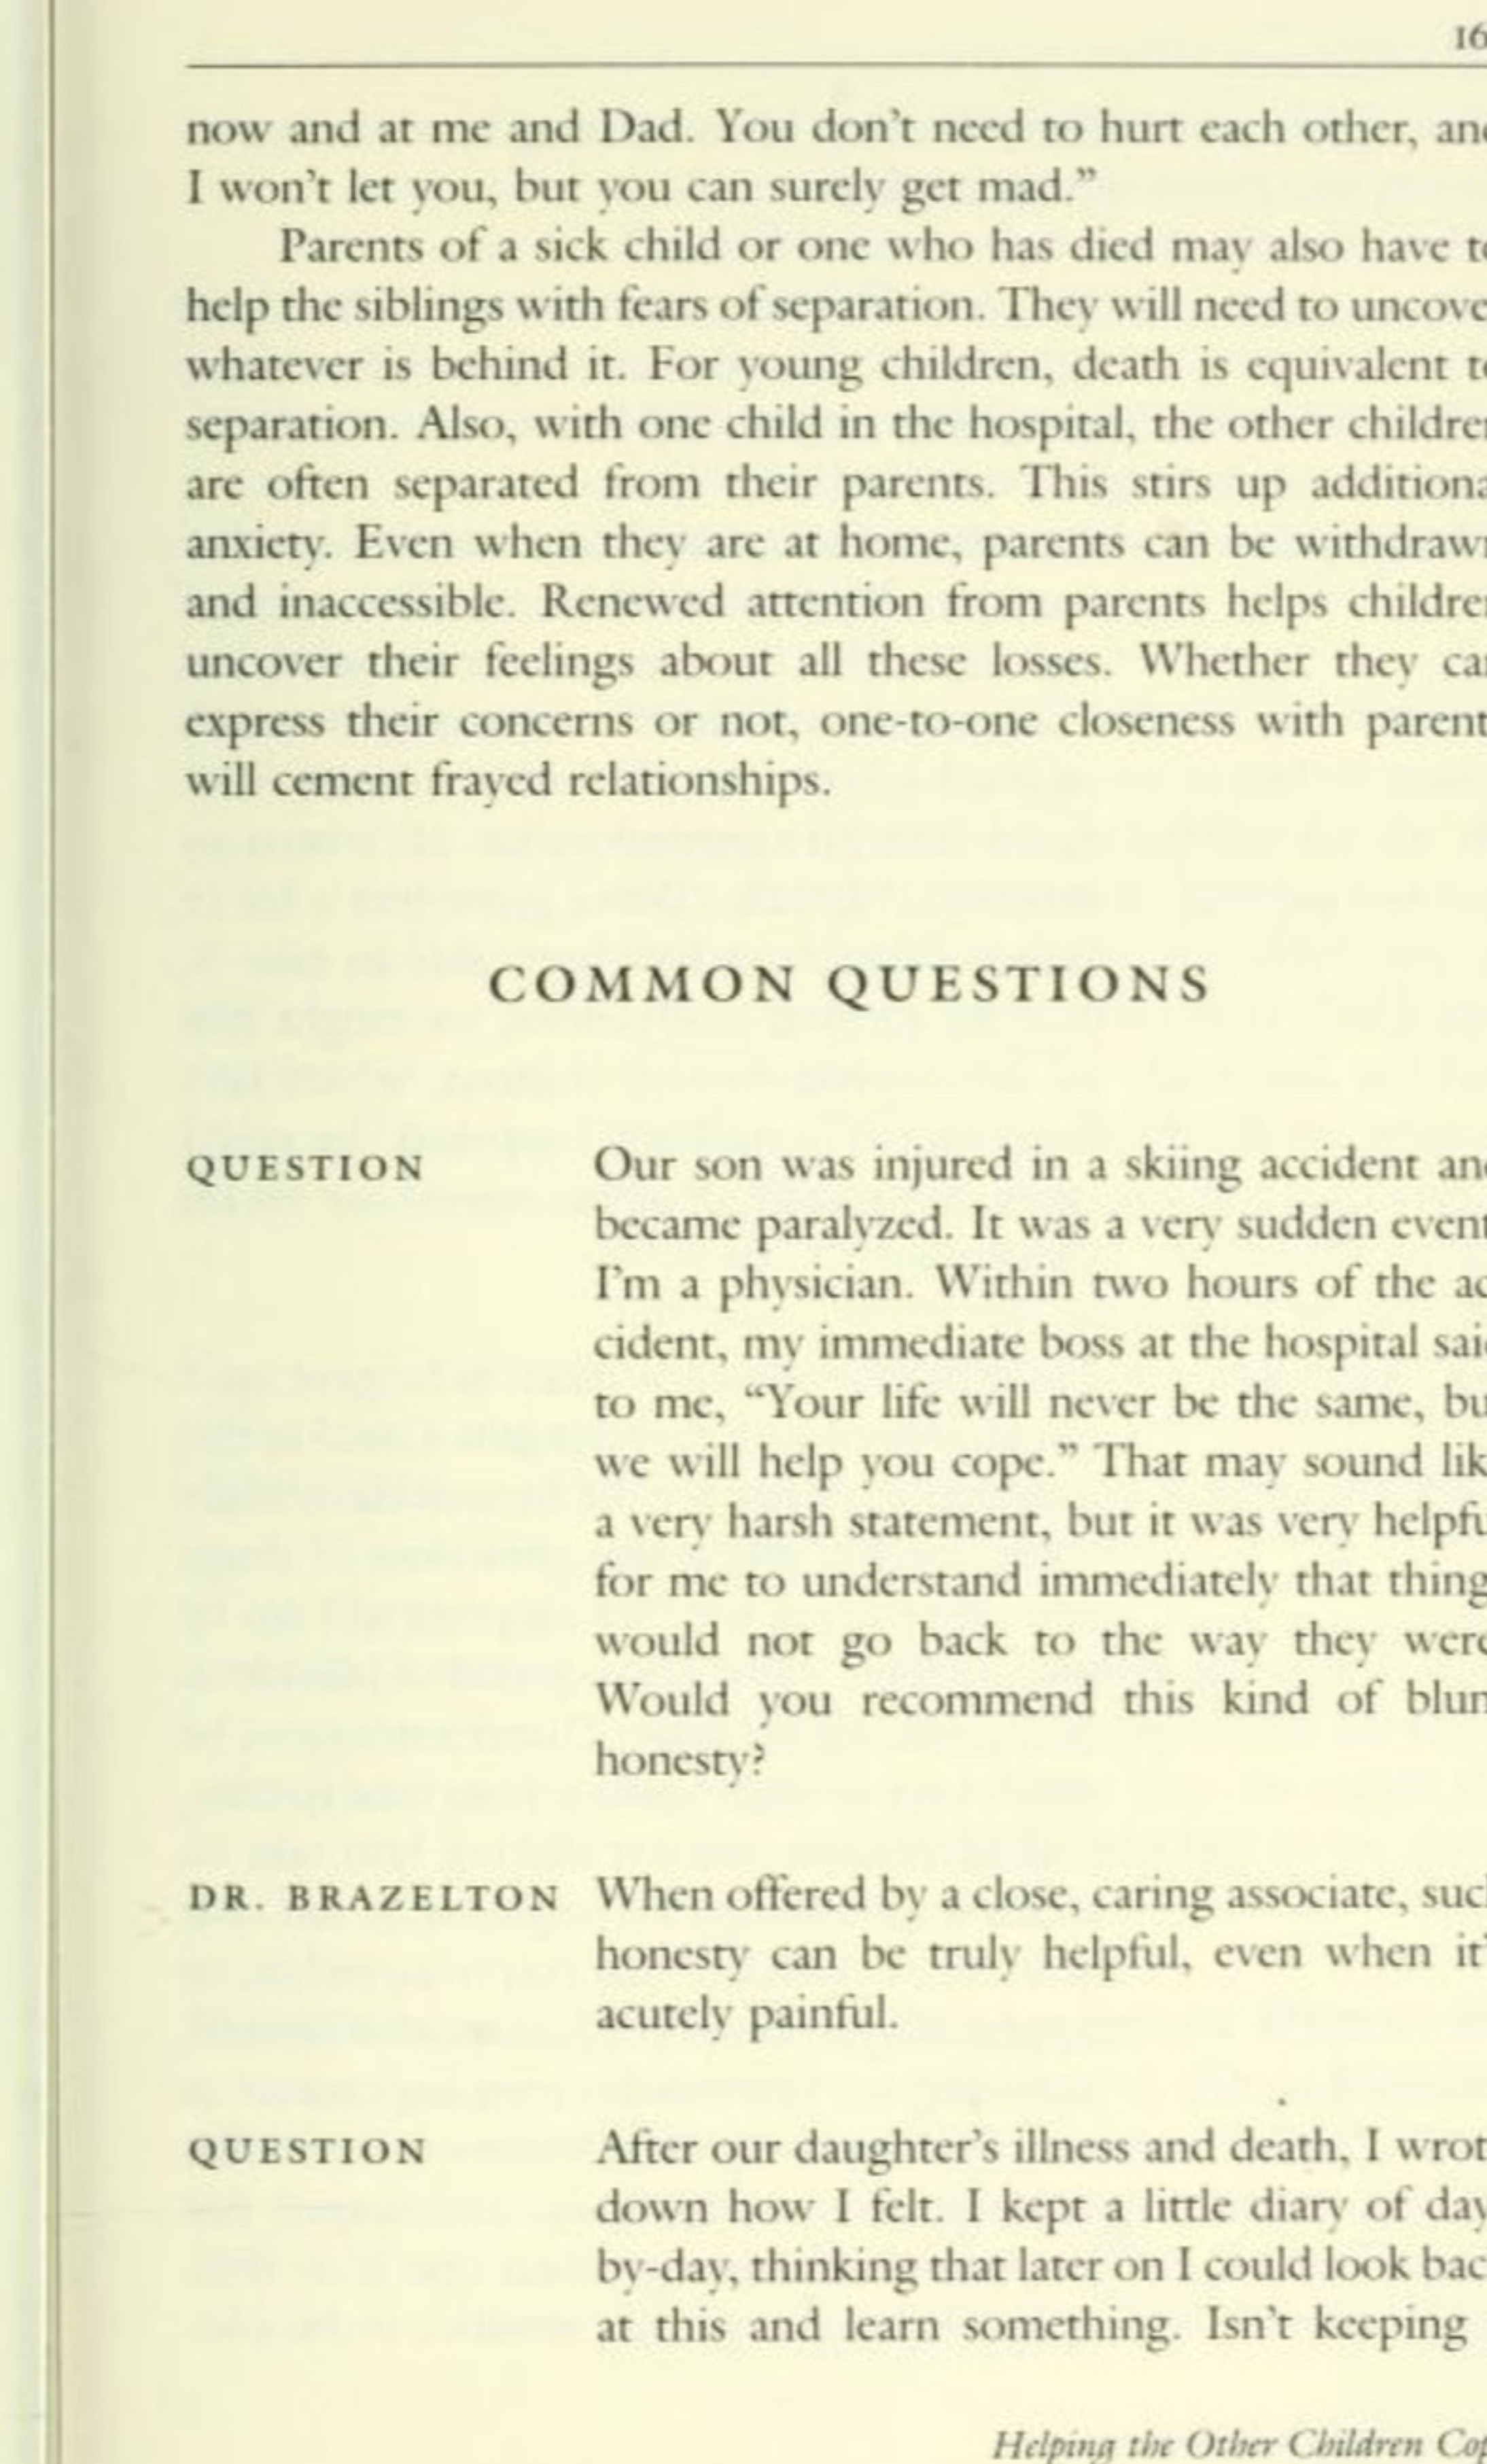 16
now and at me and Dad. You don't need to hurt each other, an
I won't let you, but you can surely get mad."
Parents of a sick child or one who has died may also have t
help the siblings with fears of separation. They will need to uncove
whatever is behind it. For young children, death is equivalent t
separation. Also, with one child in the hospital, the other childre
are often separated from their parents. This stirs up additiona
anxiety. Even when they are at home, parents can be withdraw
and inaccessible. Renewed attention from parents helps childre
uncover their feelings about all these losses. Whether they ca
express their concerns or not, one-to-one closeness with parent
will cement frayed relationships.
COMMON QUESTIONS
QUESTION Our son was injured in a skiing accident an
became paralyzed. It was a very sudden event
I'm a physician. Within two hours of the ac
cident, my immediate boss at the hospital sai
to me, "Your life will never be the same, bu
we will help you cope." That may sound lik
a very harsh statement, but it was very helpfu
for me to understand immediately that thing
would not go back to the way they were
Would you recommend this kind of blun
honesty?
DR. BRAZELTON When offered by a close, caring associate, suc
honesty can be truly helpful, even when it'
acutely painful.
QUESTION After our daughter's illness and death, I wrot
down how I felt. I kept a little diary of day
by-day, thinking that later on I could look bac
at this and learn something. Isn't keeping
Helping the Other Children Cop